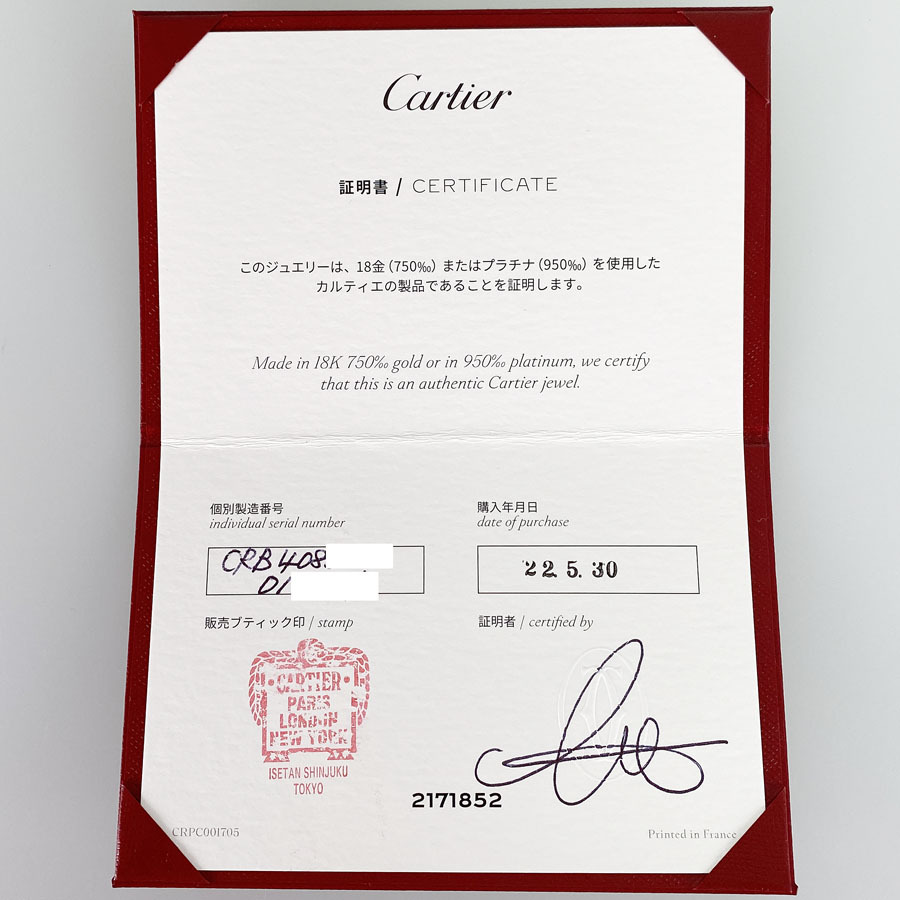 Cartier
証明書 / CERTIFICATE
このジュエリーは、18金(750‰)またはプラチナ(950‰)を使用した
カルティエの製品であることを証明します。
Made in 18K 750‰ gold or in 950‰ platinum, we certify
that this is an authentic Cartier jewel.
個別製造番号
individual serial number
CRB408
01
購入年月日
date of purchase
22.5.30
販売ブティック印 / stamp
CARTIER
PARIS
LONDON
NEW YORK
ISETAN SHINJUKU
TOKYO
証明者 / certified by
2171852
CRPC001705
Printed in France